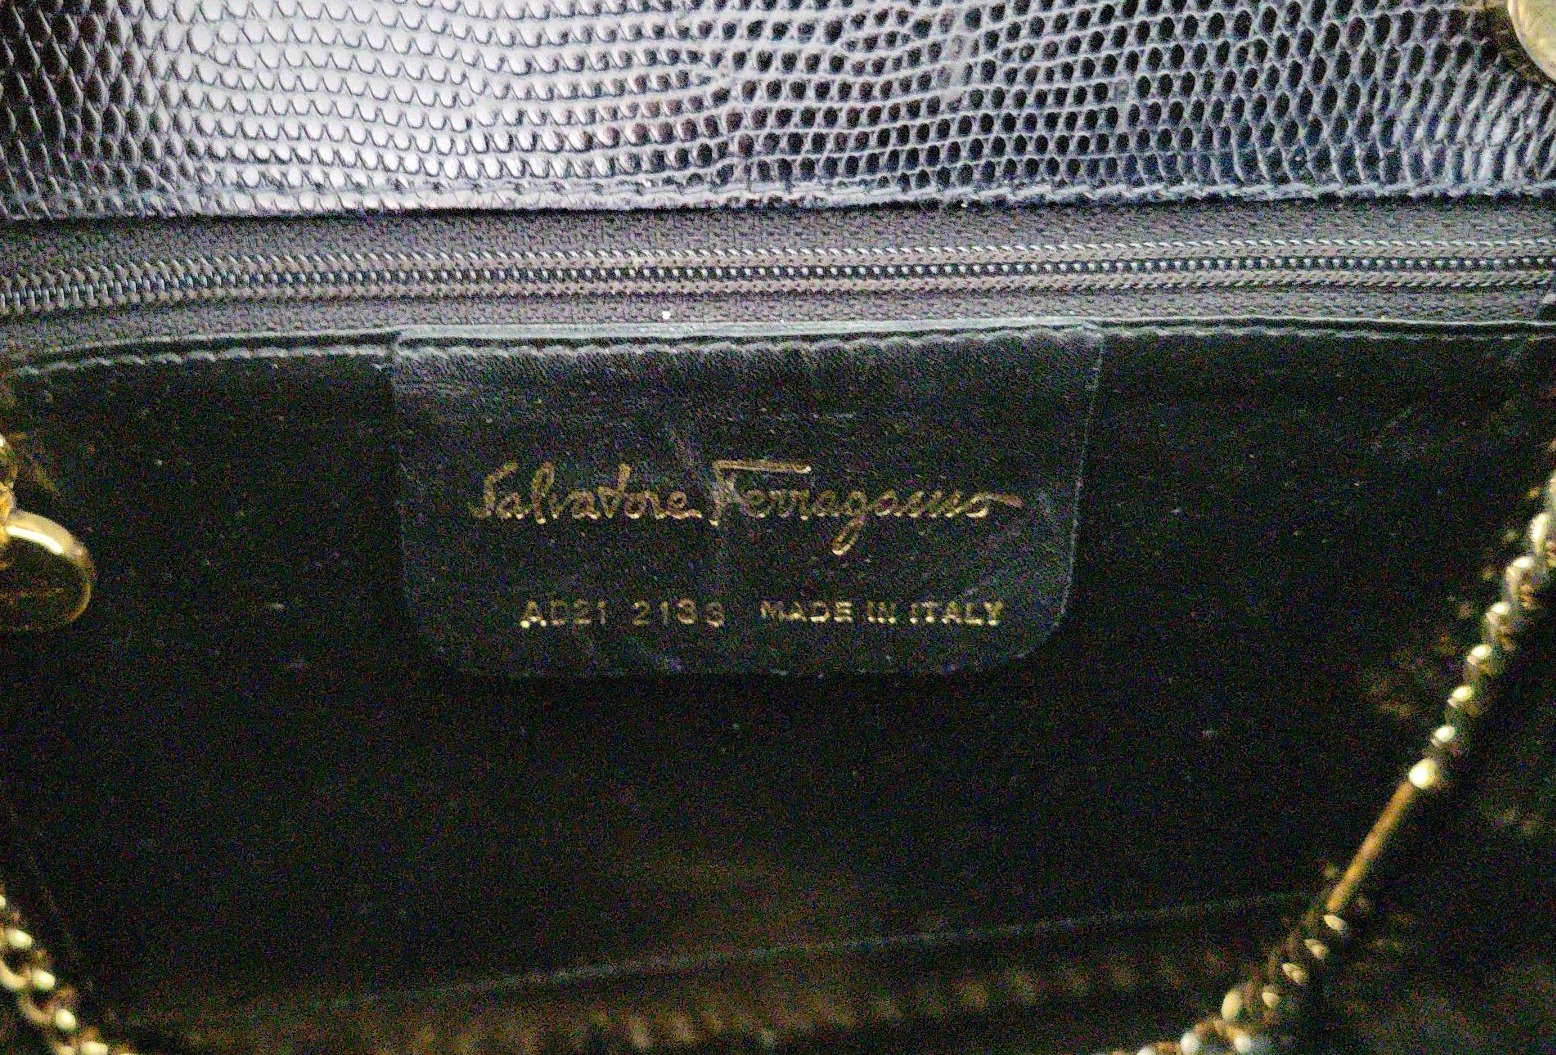 Salvatore Ferragamo
AD21 2133 MADE IN ITALY